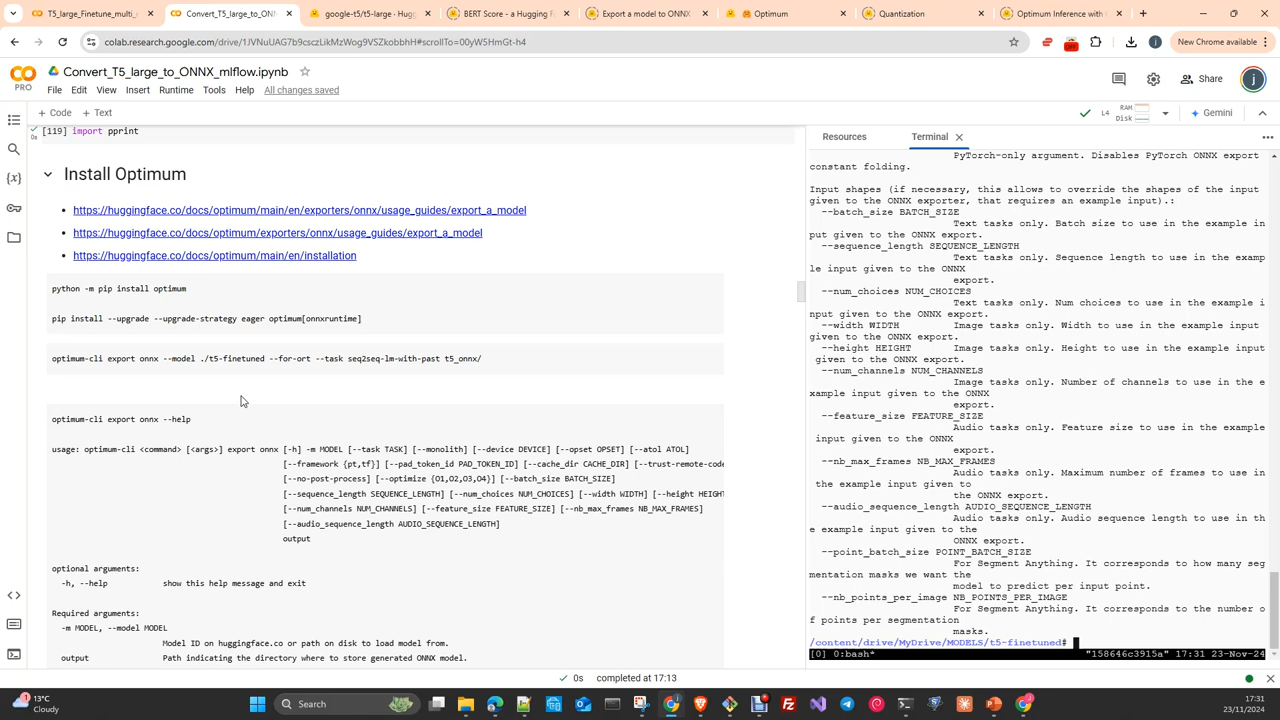 T5_large_Finetune_multi_
Convert_T5_large_to_ONN
google-t5/t5-large · Hugg
BERT Score - a Hugging F
Export a model to ONNX
Optimum
Quantization
Optimum Inference with
colab.research.google.com/drive/1JVNuUAG7b9csczLikMzWog9VSZkobbhH#scrollTo=00yW5HmGt-h4
OFF
New Chrome available
PRO
Convert_T5_large_to_ONNX_mlflow.ipynb
File Edit View Insert Runtime Tools Help All changes saved
Share
+ Code + Text
L4 RAM Disk
Gemini
[119] import pprint
0s
Install Optimum
https://huggingface.co/docs/optimum/main/en/exporters/onnx/usage_guides/export_a_model
https://huggingface.co/docs/optimum/exporters/onnx/usage_guides/export_a_model
https://huggingface.co/docs/optimum/main/en/installation
python -m pip install optimum
pip install --upgrade --upgrade-strategy eager optimum[onnxruntime]
optimum-cli export onnx --model ./t5-finetuned --for-ort --task seq2seq-lm-with-past t5_onnx/
optimum-cli export onnx --help
usage: optimum-cli <command> [<args>] export onnx [-h] -m MODEL [--task TASK] [--monolith] [--device DEVICE] [--opset OPSET] [--atol ATOL]
[--framework {pt,tf}] [--pad_token_id PAD_TOKEN_ID] [--cache_dir CACHE_DIR] [--trust-remote-code
[--no-post-process] [--optimize {O1,O2,O3,O4}] [--batch_size BATCH_SIZE]
[--sequence_length SEQUENCE_LENGTH] [--num_choices NUM_CHOICES] [--width WIDTH] [--height HEIGHT
[--num_channels NUM_CHANNELS] [--feature_size FEATURE_SIZE] [--nb_max_frames NB_MAX_FRAMES]
[--audio_sequence_length AUDIO_SEQUENCE_LENGTH]
output
optional arguments:
-h, --help show this help message and exit
Required arguments:
-m MODEL, --model MODEL
Model ID on huggingface.co or path on disk to load model from.
output Path indicating the directory where to store generated ONNX model.
Resources Terminal
PyTorch-only argument. Disables PyTorch ONNX export
constant folding.
Input shapes (if necessary, this allows to override the shapes of the input
given to the ONNX exporter, that requires an example input).:
--batch_size BATCH_SIZE
Text tasks only. Batch size to use in the example in
put given to the ONNX export.
--sequence_length SEQUENCE_LENGTH
Text tasks only. Sequence length to use in the examp
le input given to the ONNX
export.
--num_choices NUM_CHOICES
Text tasks only. Num choices to use in the example i
nput given to the ONNX export.
--width WIDTH Image tasks only. Width to use in the example input
given to the ONNX export.
--height HEIGHT Image tasks only. Height to use in the example input
given to the ONNX export.
--num_channels NUM_CHANNELS
Image tasks only. Number of channels to use in the e
xample input given to the ONNX
export.
--feature_size FEATURE_SIZE
Audio tasks only. Feature size to use in the example
input given to the ONNX
export.
--nb_max_frames NB_MAX_FRAMES
Audio tasks only. Maximum number of frames to use in
the example input given to
the ONNX export.
--audio_sequence_length AUDIO_SEQUENCE_LENGTH
Audio tasks only. Audio sequence length to use in th
e example input given to the
ONNX export.
--point_batch_size POINT_BATCH_SIZE
For Segment Anything. It corresponds to how many seg
mentation masks we want the
model to predict per input point.
--nb_points_per_image NB_POINTS_PER_IMAGE
For Segment Anything. It corresponds to the number o
f points per segmentation
masks.
/content/drive/MyDrive/MODELS/t5-finetuned#
[0] 0:bash* "158646c3915a" 17:31 23-Nov-24
0s completed at 17:13
13°C
Cloudy
Search
17:31
23/11/2024